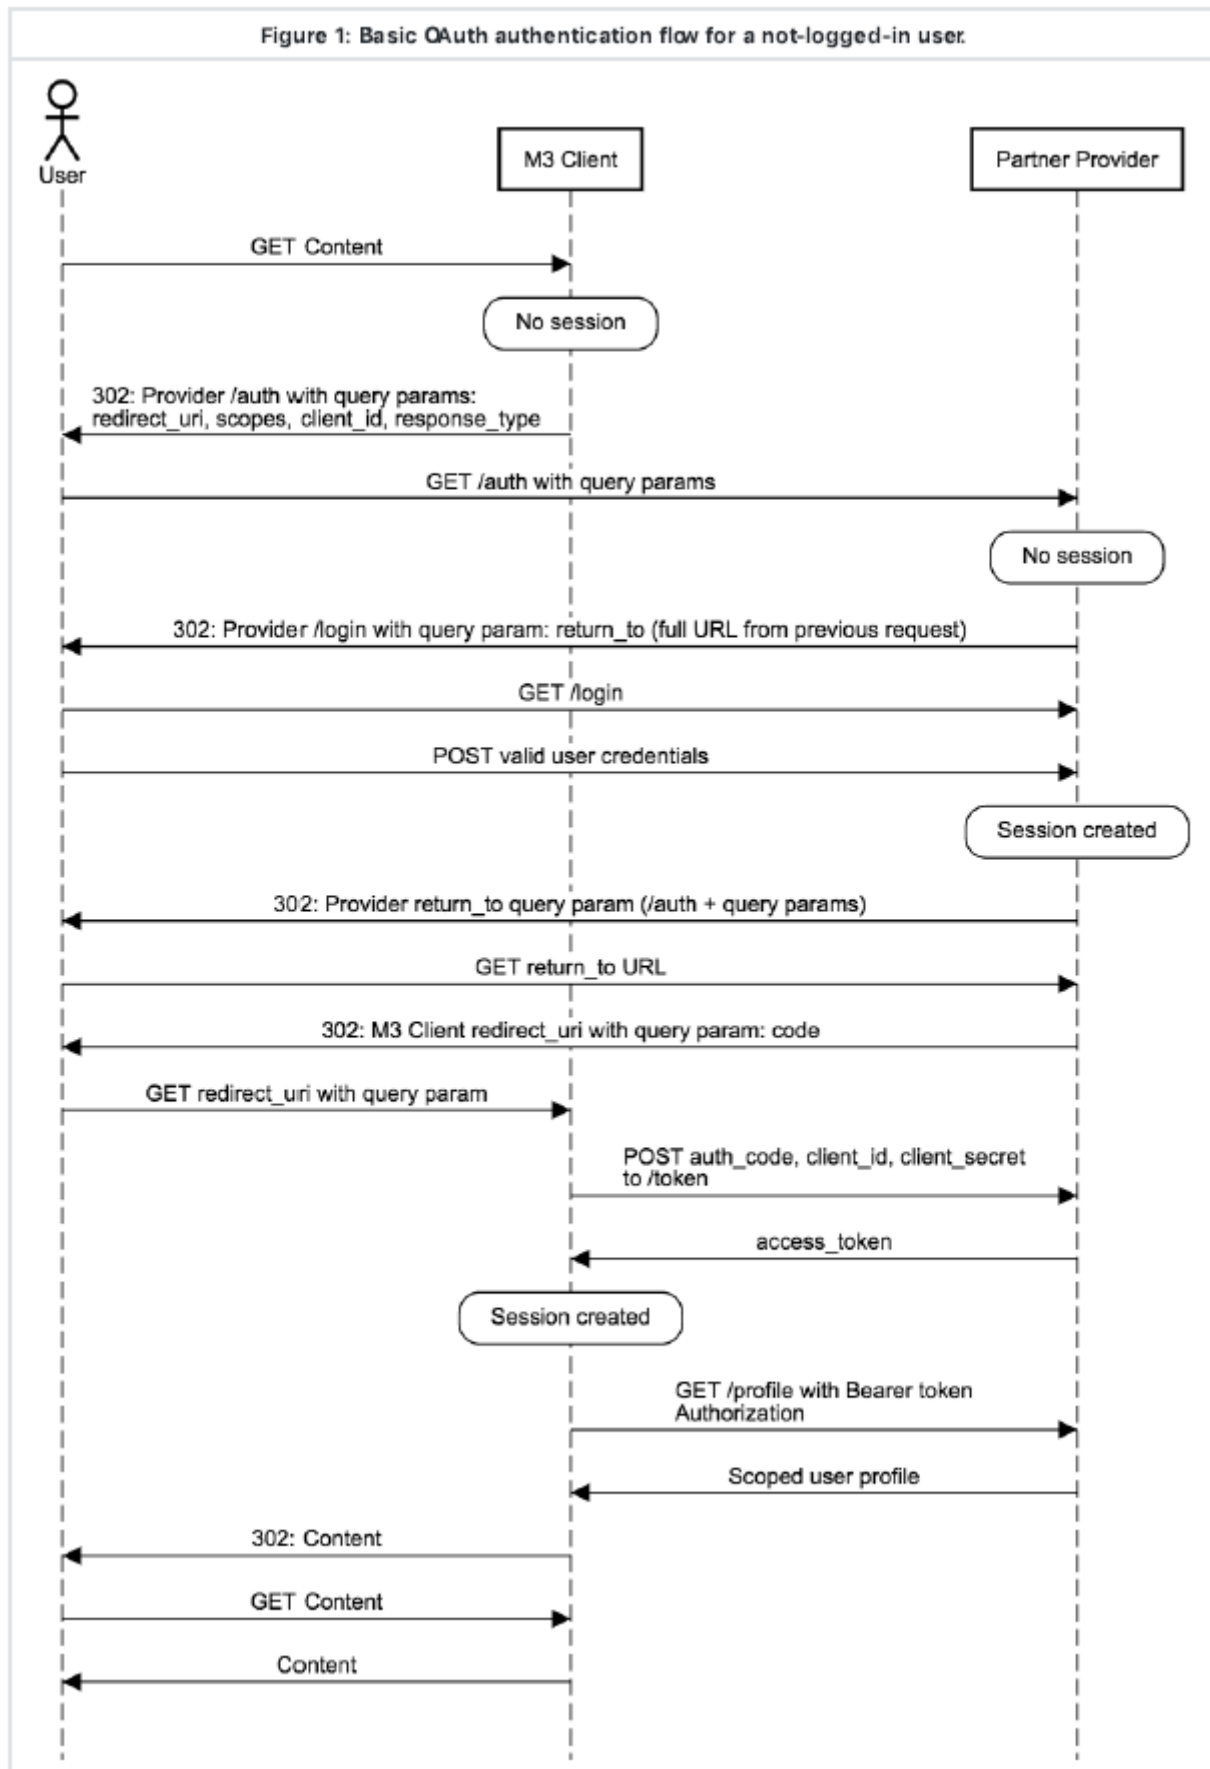 Figure 1: Basic OAuth authentication flow for a not-logged-in user.
User
M3 Client
Partner Provider
GET Content
No session
302: Provider /auth with query params:
redirect_uri, scopes, client_id, response_type
GET /auth with query params
No session
302: Provider /login with query param: return_to (full URL from previous request)
GET /login
POST valid user credentials
Session created
302: Provider return_to query param (/auth + query params)
GET return_to URL
302: M3 Client redirect_uri with query param: code
GET redirect_uri with query param
POST auth_code, client_id, client_secret
to /token
access_token
Session created
GET /profile with Bearer token
Authorization
Scoped user profile
302: Content
GET Content
Content